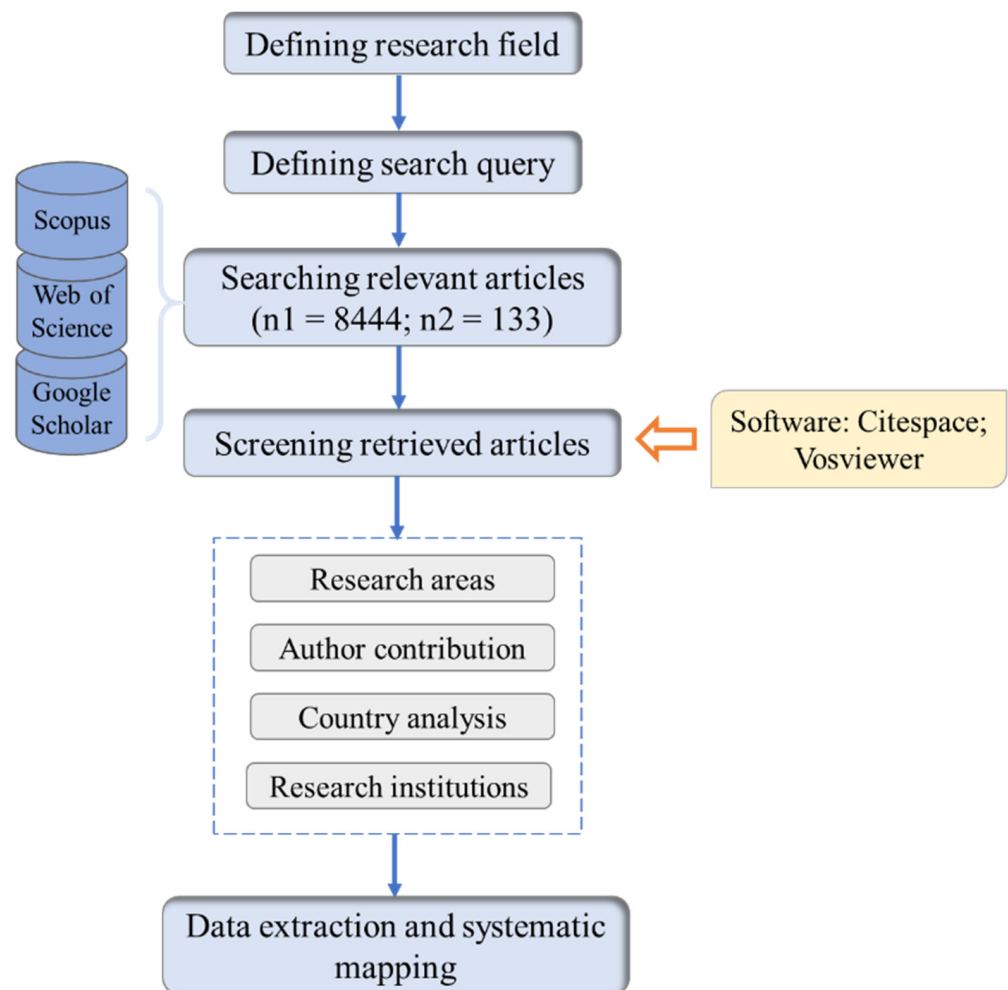 Defining research field
Defining search query
Scopus
Web of
Science
Google
Scholar
Searching relevant articles
(n1 = 8444; n2 = 133)
Screening retrieved articles
Software: Citespace;
Vosviewer
Research areas
Author contribution
Country analysis
Research institutions
Data extraction and systematic
mapping